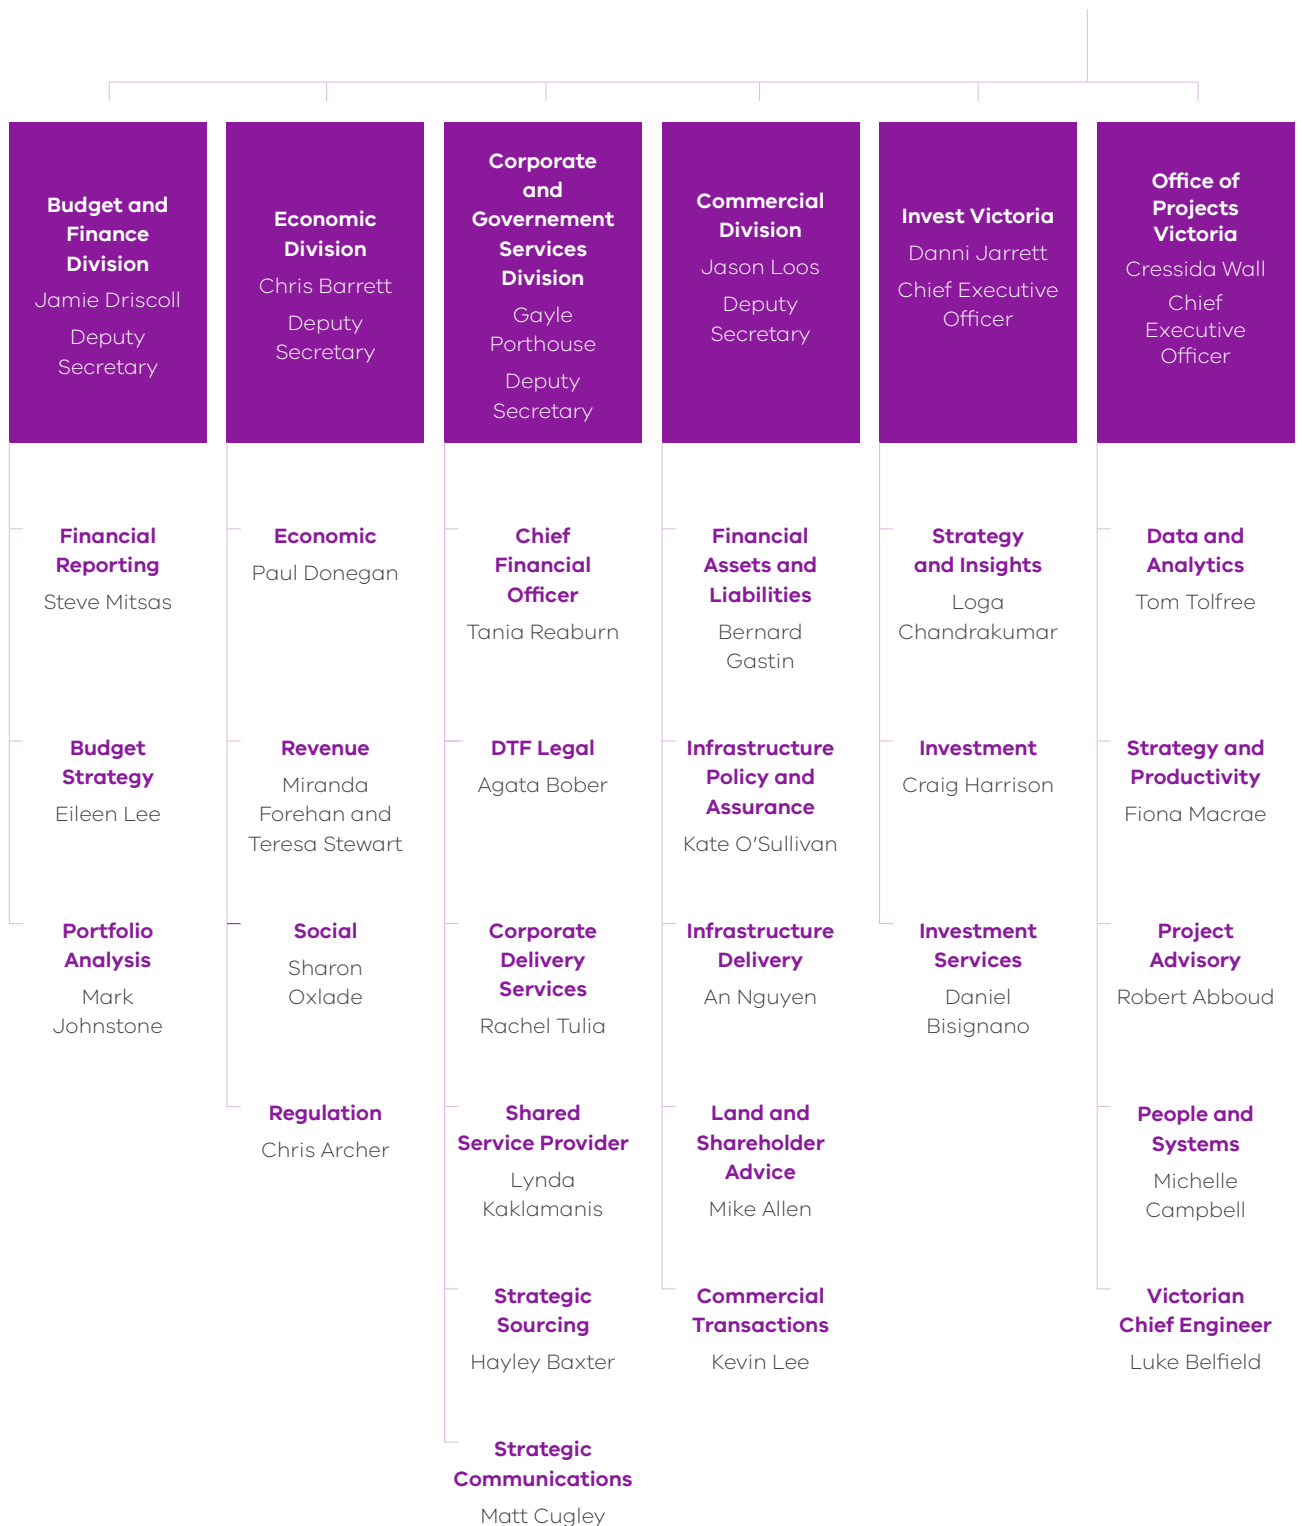 Budget and
Finance
Division
Jamie Driscoll
Deputy
Secretary
Financial
Reporting
Steve Mitsas
Budget
Strategy
Eileen Lee
Portfolio
Analysis
Mark
Johnstone
Economic
Division
Chris Barrett
Deputy
Secretary
Economic
Paul Donegan
Revenue
Miranda
Forehan and
Teresa Stewart
Social
Sharon
Oxlade
Regulation
Chris Archer
Corporate
and
Governement
Services
Division
Gayle
Porthouse
Deputy
Secretary
Chief
Financial
Officer
Tania Reaburn
DTF Legal
Agata Bober
Corporate
Delivery
Services
Rachel Tulia
Shared
Service Provider
Lynda
Kaklamanis
Strategic
Sourcing
Hayley Baxter
Strategic
Communications
Matt Cugley
Commercial
Division
Jason Loos
Deputy
Secretary
Financial
Assets and
Liabilities
Bernard
Gastin
Infrastructure
Policy and
Assurance
Kate O’Sullivan
Infrastructure
Delivery
An Nguyen
Land and
Shareholder
Advice
Mike Allen
Commercial
Transactions
Kevin Lee
Invest Victoria
Danni Jarrett
Chief Executive
Officer
Strategy
and Insights
Loga
Chandrakumar
Investment
Craig Harrison
Investment
Services
Daniel
Bisignano
Office of
Projects
Victoria
Cressida Wall
Chief
Executive
Officer
Data and
Analytics
Tom Tolfree
Strategy and
Productivity
Fiona Macrae
Project
Advisory
Robert Abboud
People and
Systems
Michelle
Campbell
Victorian
Chief Engineer
Luke Belfield